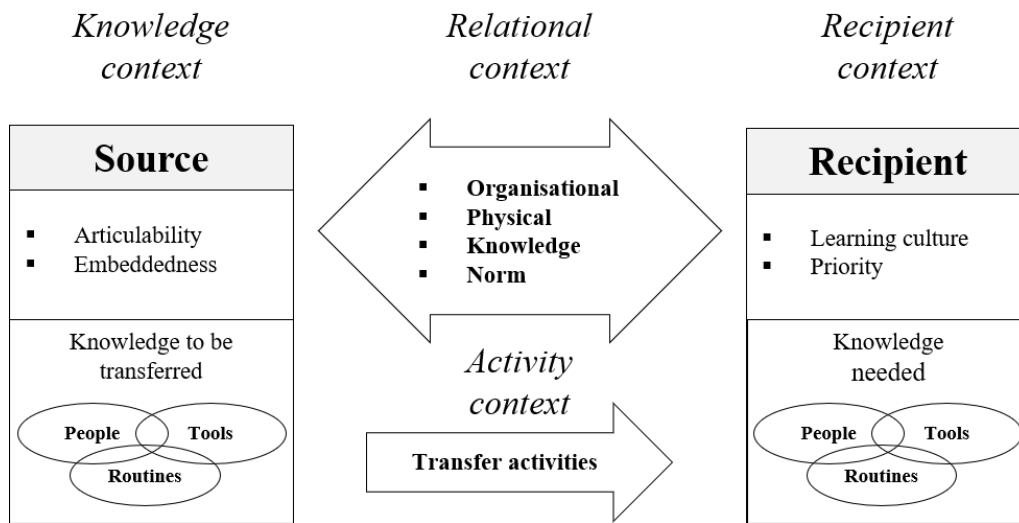 Knowledge
context
Relational
context
Recipient
context
Source
▪ Articulability
▪ Embeddedness
Knowledge to be
transferred
People
Tools
Routines
▪ Organisational
▪ Physical
▪ Knowledge
▪ Norm
Activity
context
Transfer activities
Recipient
▪ Learning culture
▪ Priority
Knowledge
needed
People
Tools
Routines